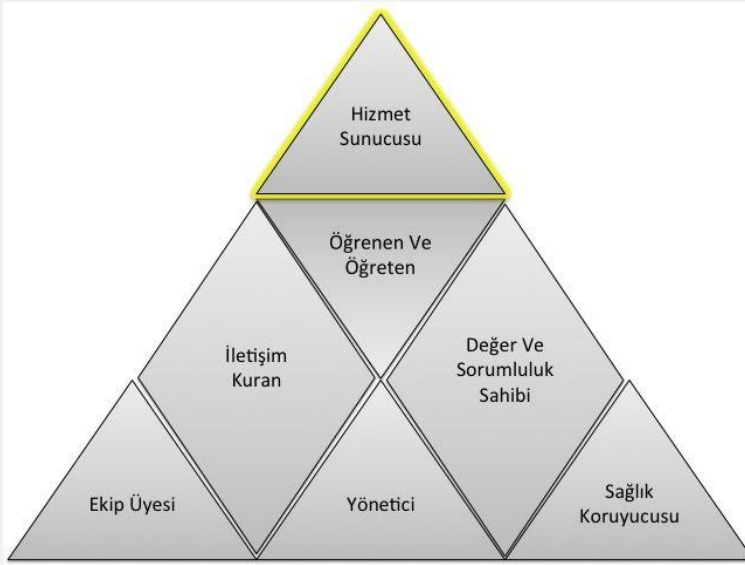 Hizmet
Sunucusu
Öğrenen Ve
Öğreten
İletişim
Kuran
Değer Ve
Sorumluluk
Sahibi
Ekip Üyesi
Yönetici
Sağlık
Koruyucusu